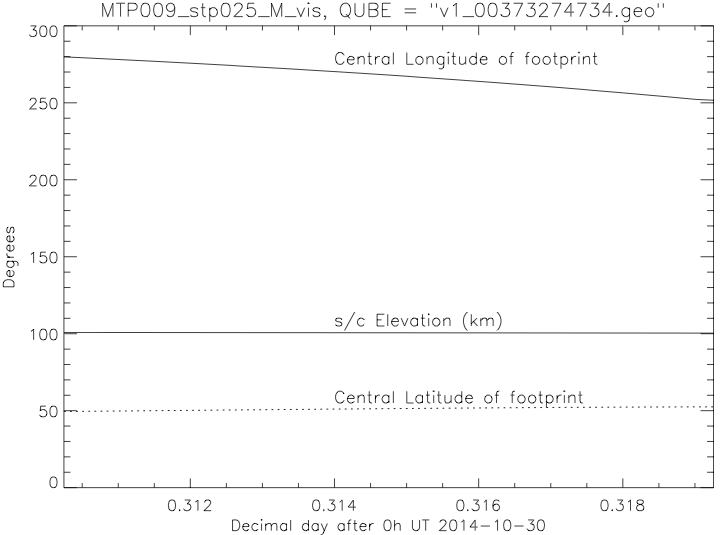 MTP009_stp025_M_vis, QUBE = "v1_00373274734.geo"
300
Central Longitude of footprint
250
200
Degrees
150
s/c Elevation (km)
100
Central Latitude of footprint
50
0
0.312 0.314 0.316 0.318
Decimal day after 0h UT 2014-10-30